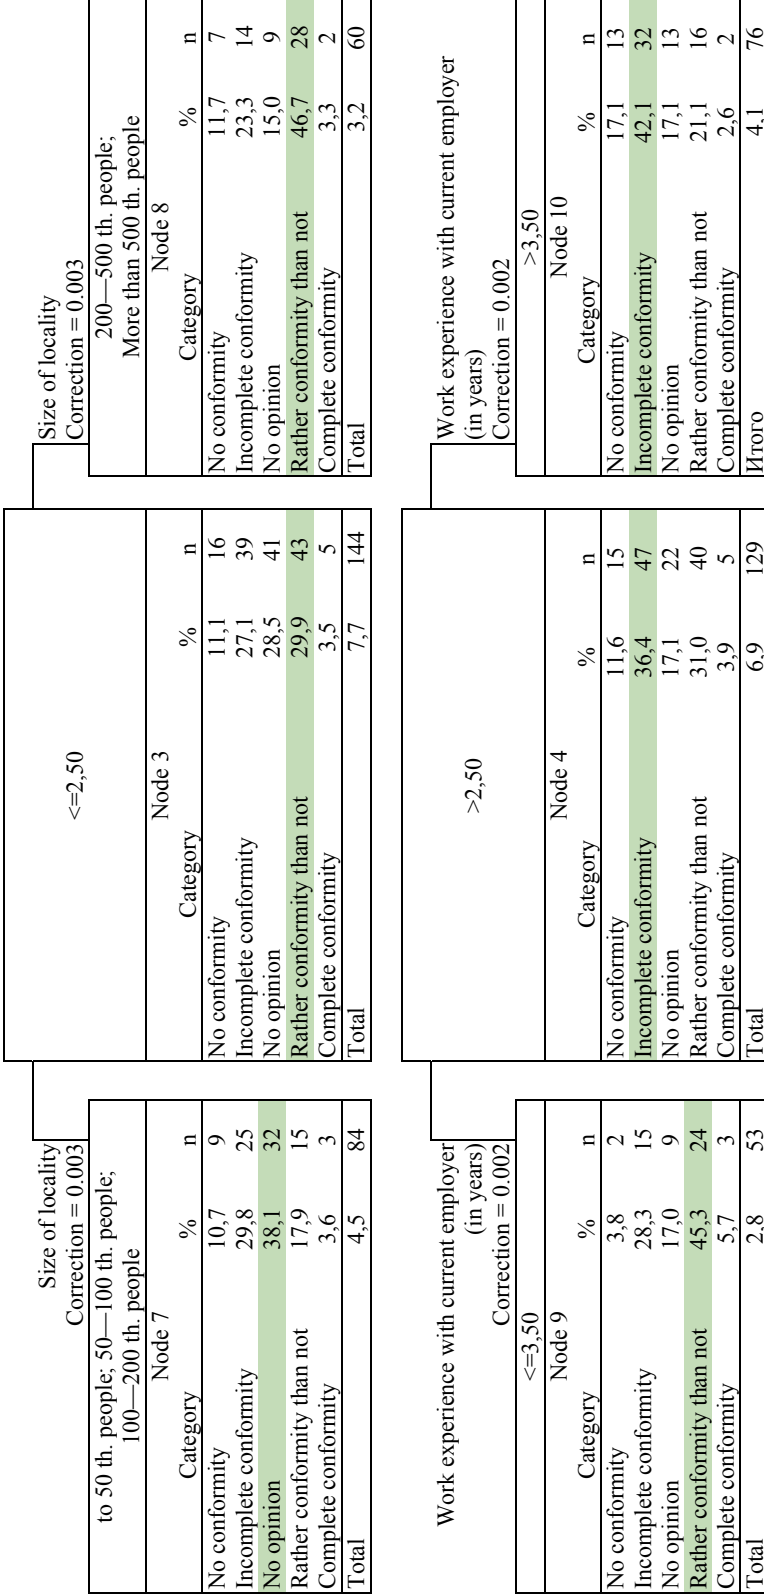 Size of locality
Correction = 0.003
to 50 th. people; 50—100 th. people;
100—200 th. people
Node 7
Category % n
No conformity 10,7 9
Incomplete conformity 29,8 25
No opinion 38,1 32
Rather conformity than not 17,9 15
Complete conformity 3,6 3
Total 4,5 84
<=2,50
Node 3
Category % n
No conformity 11,1 16
Incomplete conformity 27,1 39
No opinion 28,5 41
Rather conformity than not 29,9 43
Complete conformity 3,5 5
Total 7,7 144
Size of locality
Correction = 0.003
200—500 th. people;
More than 500 th. people
Node 8
Category % n
No conformity 11,7 7
Incomplete conformity 23,3 14
No opinion 15,0 9
Rather conformity than not 46,7 28
Complete conformity 3,3 2
Total 3,2 60
Work experience with current employer
(in years)
Correction = 0.002
<=3,50
Node 9
Category % n
No conformity 3,8 2
Incomplete conformity 28,3 15
No opinion 17,0 9
Rather conformity than not 45,3 24
Complete conformity 5,7 3
Total 2,8 53
>2,50
Node 4
Category % n
No conformity 11,6 15
Incomplete conformity 36,4 47
No opinion 17,1 22
Rather conformity than not 31,0 40
Complete conformity 3,9 5
Total 6,9 129
Work experience with current employer
(in years)
Correction = 0.002
>3,50
Node 10
Category % n
No conformity 17,1 13
Incomplete conformity 42,1 32
No opinion 17,1 13
Rather conformity than not 21,1 16
Complete conformity 2,6 2
Итого 4,1 76